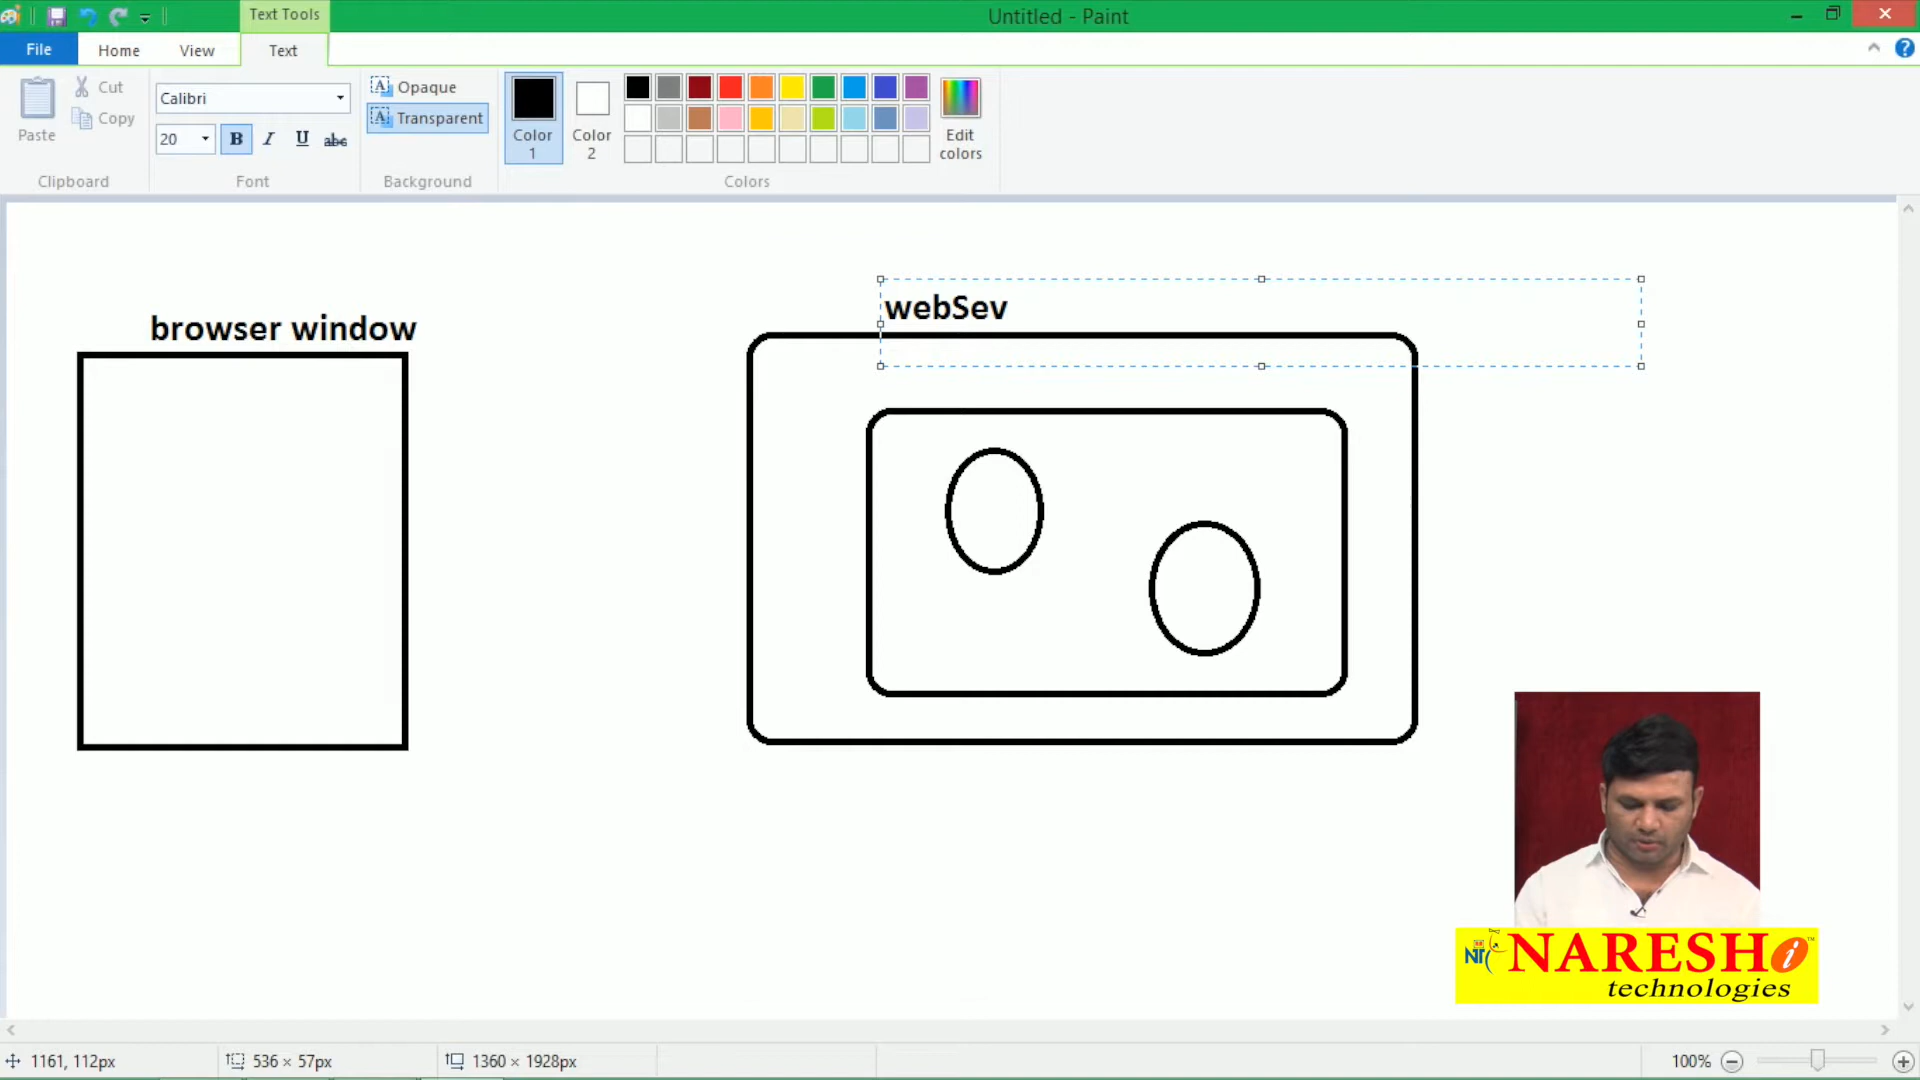 Text Tools
Untitled - Paint
File
Home
View
Text
Paste
Cut
Copy
Clipboard
Calibri
20
B I U abc
Font
Opaque
Transparent
Background
Color 1
Color 2
Edit colors
Colors
webSev
browser window
NARESH i
technologies
1161, 112px
536 × 57px
1360 × 1928px
100%